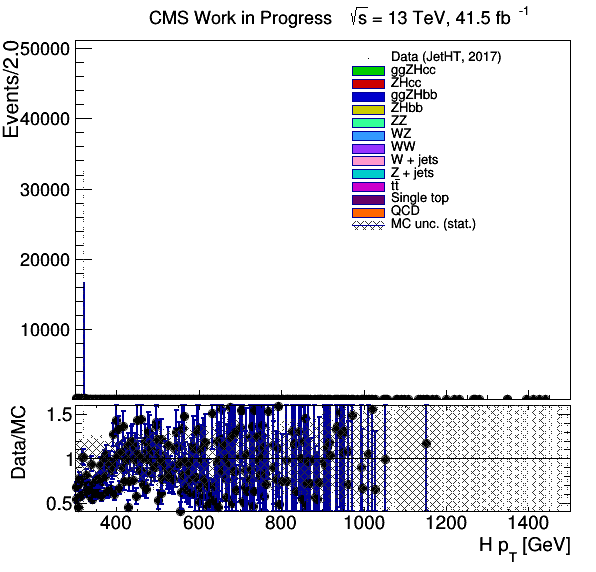 CMS Work in Progress √s = 13 TeV, 41.5 fb -1
Events/2.0
50000
40000
30000
20000
10000
Data (JetHT, 2017)
ggZHcc
ZHcc
ggZHbb
ZHbb
ZZ
WZ
WW
W + jets
Z + jets
tt̄
Single top
QCD
MC unc. (stat.)
Data/MC
1.5
1
0.5
400 600 800 1000 1200 1400
H pT [GeV]